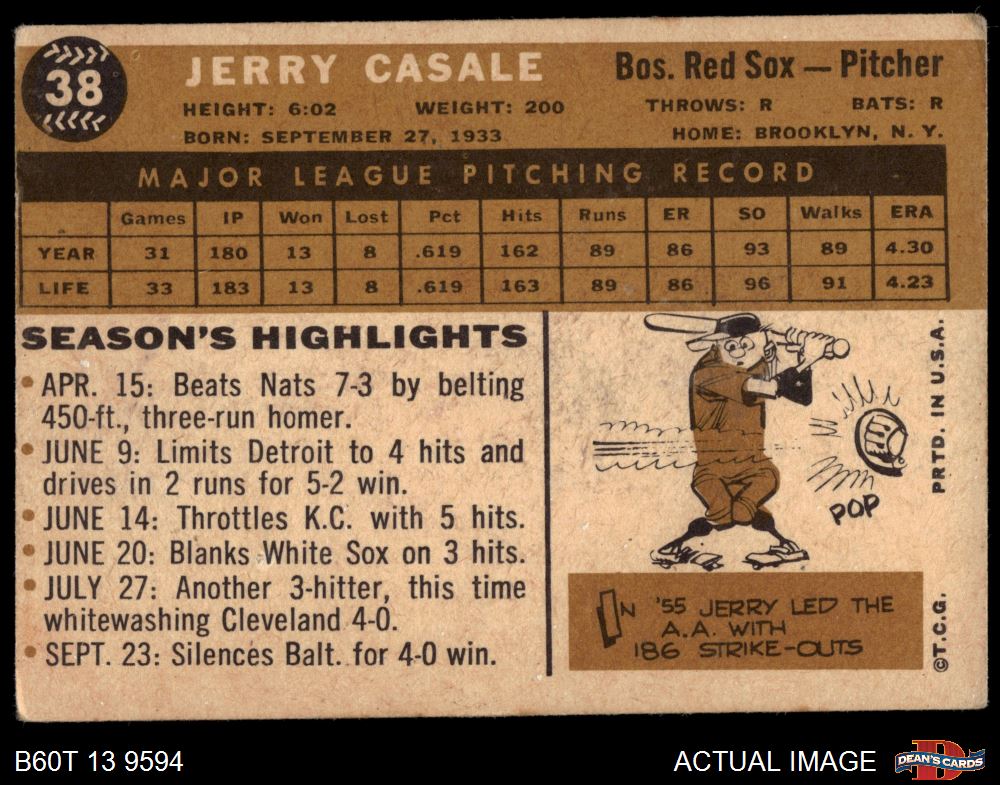 38
JERRY CASALE
Bos. Red Sox — Pitcher
HEIGHT: 6:02 WEIGHT: 200 THROWS: R BATS: R
BORN: SEPTEMBER 27, 1933 HOME: BROOKLYN, N. Y.
MAJOR LEAGUE PITCHING RECORD
Games IP Won Lost Pct Hits Runs ER SO Walks ERA
YEAR 31 180 13 8 .619 162 89 86 93 89 4.30
LIFE 33 183 13 8 .619 163 89 86 96 91 4.23
SEASON'S HIGHLIGHTS
• APR. 15: Beats Nats 7-3 by belting
450-ft., three-run homer.
• JUNE 9: Limits Detroit to 4 hits and
drives in 2 runs for 5-2 win.
• JUNE 14: Throttles K.C. with 5 hits.
• JUNE 20: Blanks White Sox on 3 hits.
• JULY 27: Another 3-hitter, this time
whitewashing Cleveland 4-0.
• SEPT. 23: Silences Balt. for 4-0 win.
POP
IN '55 JERRY LED THE
A.A. WITH
186 STRIKE-OUTS
PRTD. IN U.S.A.
©T.C.G.
B60T 13 9594
ACTUAL IMAGE
D
DEAN'S CARDS